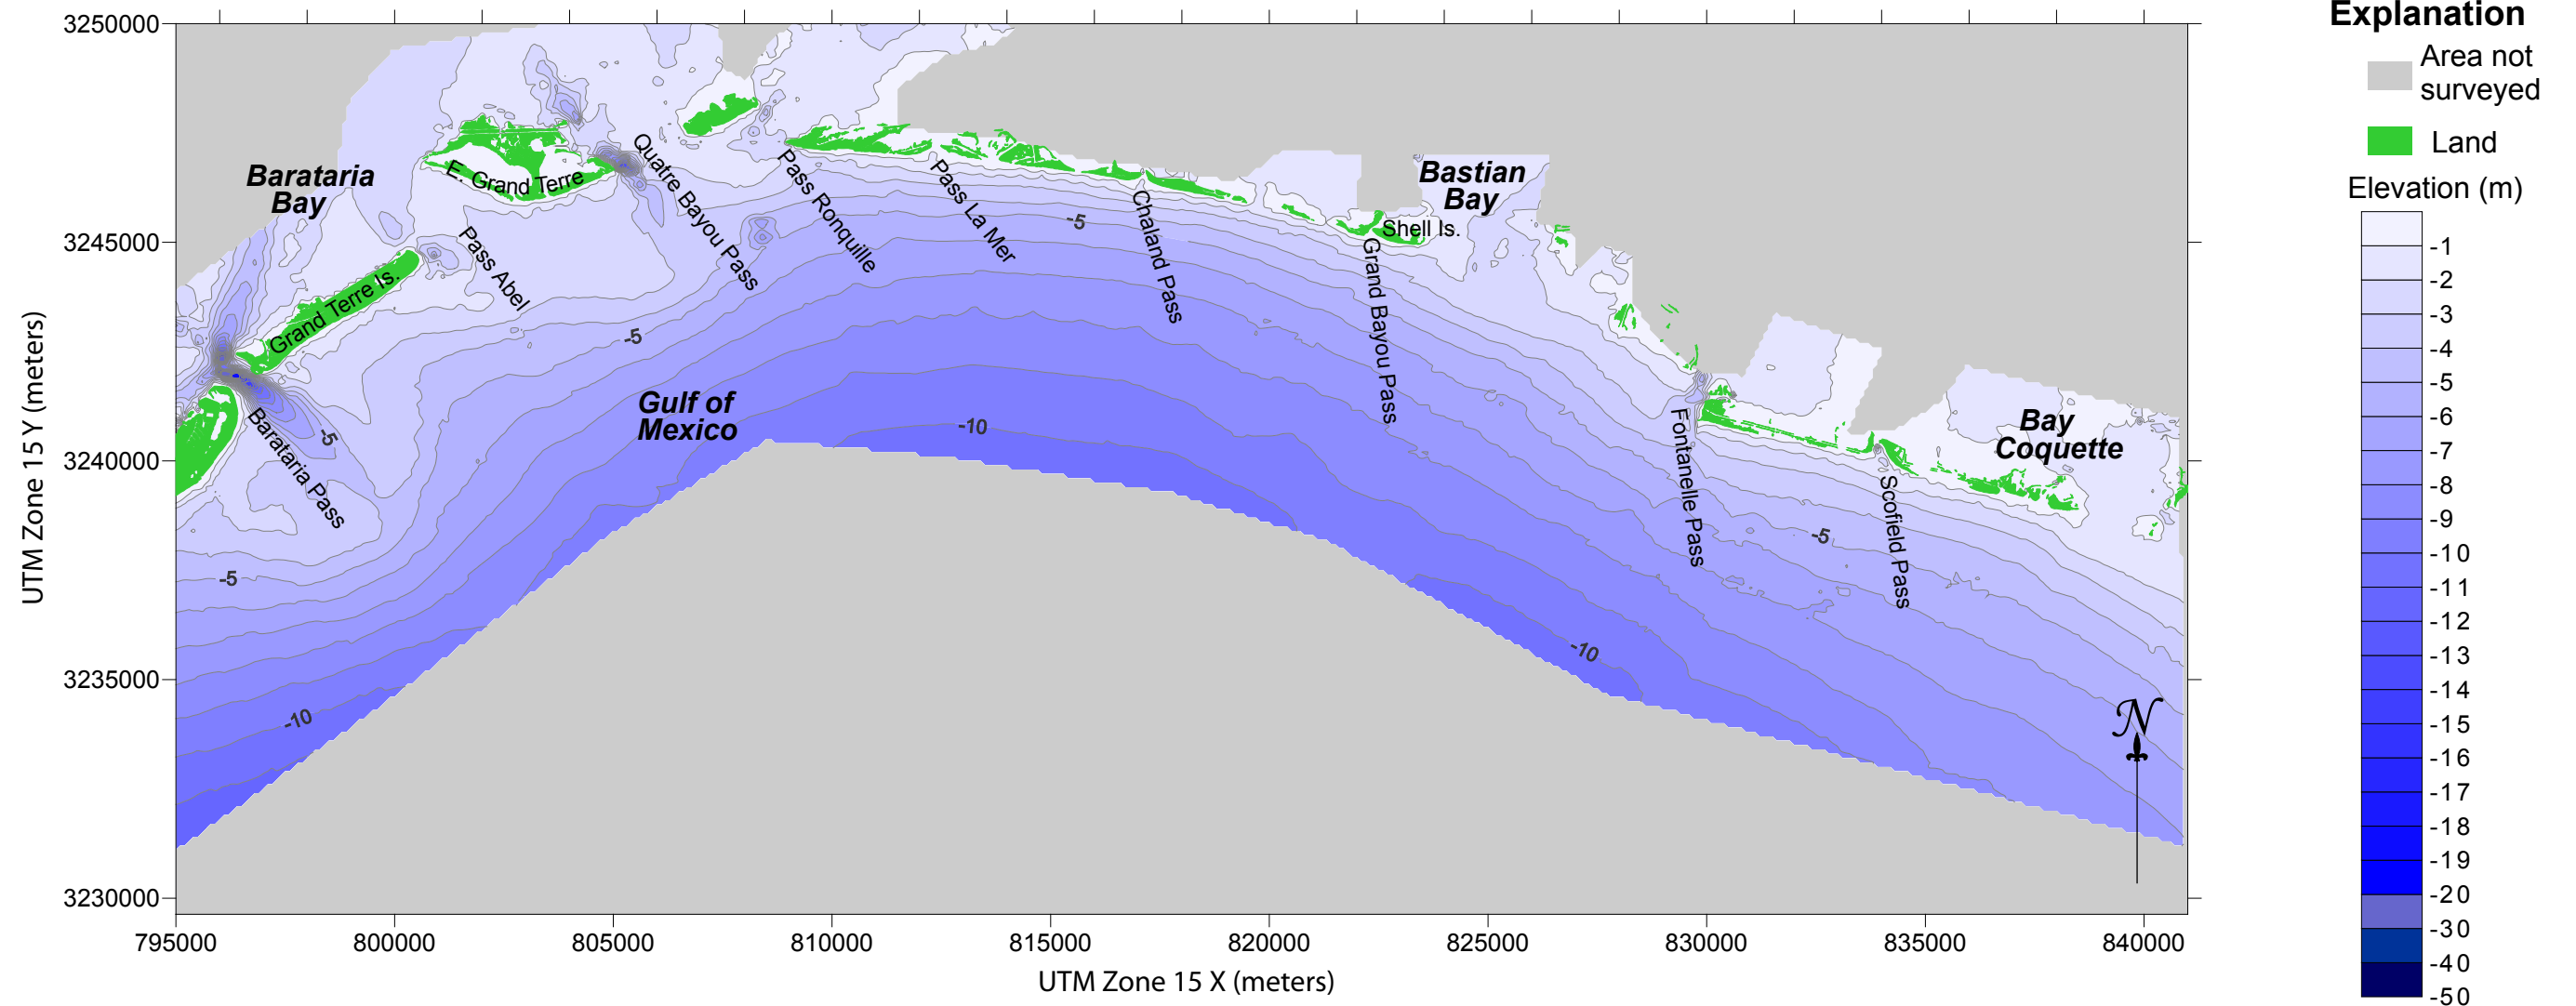 Explanation
Area not
surveyed
Land
Elevation (m)
-1
-2
-3
-4
-5
-6
-7
-8
-9
-10
-11
-12
-13
-14
-15
-16
-17
-18
-19
-20
-30
-40
-50
UTM Zone 15 Y (meters)
3250000
3245000
3240000
3235000
3230000
Barataria
Bay
E. Grand Terre
Quatre Bayou Pass
Pass Ronquille
Pass La Mer
-5
Chaland Pass
Bastian
Bay
Shell Is.
Grand Bayou Pass
Pass Abel
Grand Terre Is.
-5
Gulf of
Mexico
-10
-5
Barataria Pass
Fontanelle Pass
Bay
Coquette
Scofield Pass
-5
-5
-10
-10
N
795000
800000
805000
810000
815000
820000
825000
830000
835000
840000
UTM Zone 15 X (meters)